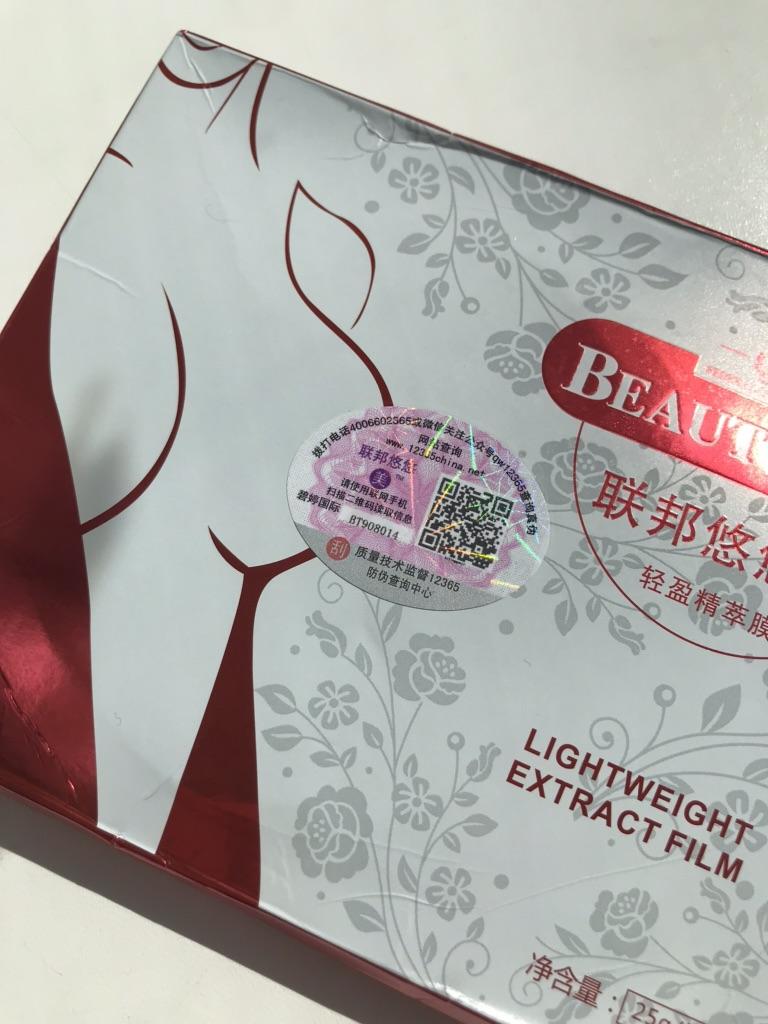 拨打电话4006602365或微信关注公众号qw12365查询真伪
网站查询
www.12365china.net
联邦悠悠
美
TM
请使用联网手机
扫描二维码读取信息
碧婷国际
BT908014
刮
质量技术监督12365
防伪查询中心
BEAUT
联邦悠
轻盈精萃膜
LIGHTWEIGHT
EXTRACT FILM
净含量：25g